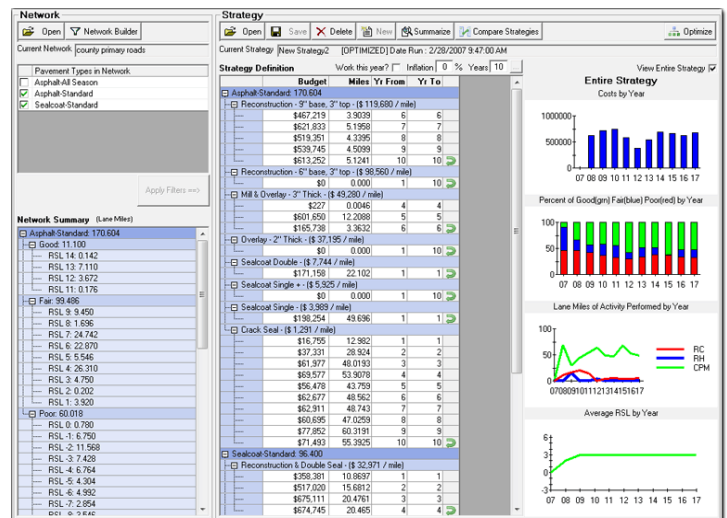 Network
Open Network Builder
Current Network county primary roads
Pavement Types in Network
Asphalt-All Season
Asphalt-Standard
Sealcoat-Standard
Apply Filters ==>
Network Summary (Lane Miles)
Asphalt-Standard: 170.604
Good: 11.100
RSL 14: 0.142
RSL 13: 7.110
RSL 12: 3.672
RSL 11: 0.176
Fair: 99.486
RSL 9: 9.450
RSL 8: 1.696
RSL 7: 24.742
RSL 6: 22.870
RSL 5: 5.546
RSL 4: 26.310
RSL 3: 4.750
RSL 2: 0.202
RSL 1: 3.920
Poor: 60.018
RSL 0: 0.780
RSL -1: 6.750
RSL -2: 11.568
RSL -3: 7.428
RSL -4: 6.764
RSL -5: 4.304
RSL -6: 4.992
RSL -7: 2.854
RSL -8: 2.546
Strategy
Open Save Delete New Summarize Compare Strategies Optimize
Current Strategy New Strategy2 [OPTIMIZED] Date Run : 2/28/2007 9:47:00 AM
Strategy Definition Work this year? Inflation 0 % Years 10
Budget Miles Yr From Yr To
Asphalt-Standard: 170.604
Reconstruction - 9" base, 3" top - ($ 119,680 / mile)
$467,219 3.9039 6 6
$621,833 5.1958 7 7
$519,351 4.3395 8 8
$539,745 4.5099 9 9
$613,252 5.1241 10 10
Reconstruction - 6" base, 3" top - ($ 98,560 / mile)
$0 0.000 1 10
Mill & Overlay - 3" Thick - ($ 49,280 / mile)
$227 0.0046 4 4
$601,650 12.2088 5 5
$165,738 3.3632 6 6
Overlay - 2" Thick - ($ 37,195 / mile)
$0 0.000 1 10
Sealcoat Double - ($ 7,744 / mile)
$171,158 22.102 1 1
Sealcoat Single + - ($ 5,925 / mile)
$0 0.000 1 10
Sealcoat Single - ($ 3,989 / mile)
$198,254 49.696 1 1
Crack Seal - ($ 1,291 / mile)
$16,755 12.982 1 1
$37,331 28.924 2 2
$61,977 48.0193 3 3
$69,577 53.9078 4 4
$56,478 43.759 5 5
$62,677 48.562 6 6
$62,911 48.743 7 7
$60,695 47.0259 8 8
$77,852 60.3191 9 9
$71,493 55.3925 10 10
Sealcoat-Standard: 96.400
Reconstruction & Double Seal - ($ 32,971 / mile)
$358,381 10.8697 1 1
$517,020 15.6812 2 2
$675,111 20.4761 3 3
$674,745 20.465 4 4
View Entire Strategy
Entire Strategy
Costs by Year
1000000
500000
07 08 09 10 11 12 13 14 15 16 17
Percent of Good(grn) Fair(blue) Poor(red) by Year
100
50
0
07 08 09 10 11 12 13 14 15 16 17
Lane Miles of Activity Performed by Year
100
50
0
RC
RH
CPM
0708091011121314151617
Average RSL by Year
6
3
0
-3
07 08 09 10 11 12 13 14 15 16 17